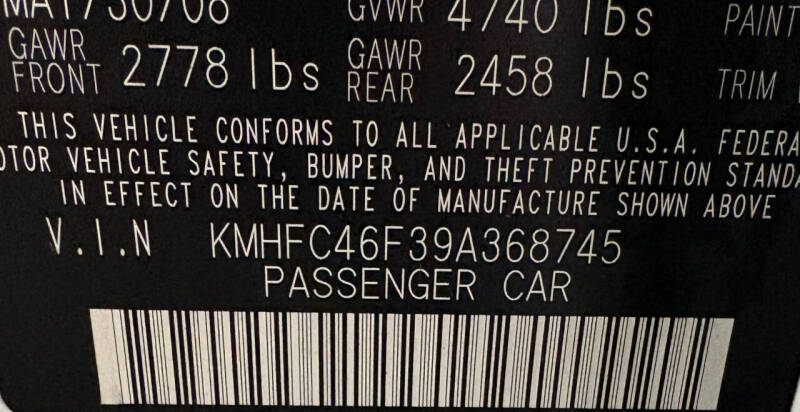 GVWR 4740 lbs PAINT
GAWR FRONT 2778 lbs GAWR REAR 2458 lbs TRIM
THIS VEHICLE CONFORMS TO ALL APPLICABLE U.S.A. FEDERA
OTOR VEHICLE SAFETY, BUMPER, AND THEFT PREVENTION STANDA
IN EFFECT ON THE DATE OF MANUFACTURE SHOWN ABOVE
V.I.N KMHFC46F39A368745
PASSENGER CAR